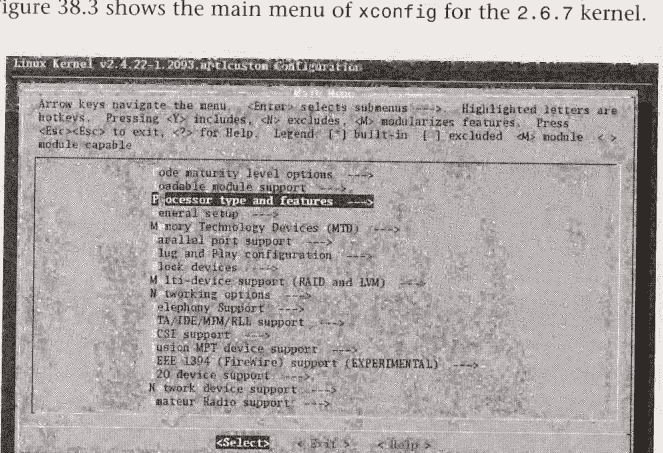 igure 38.3 shows the main menu of xconfig for the 2.6.7 kernel.
Linux Kernel v2.4.22-1.2093 Configuration
Main Menu
Arrow keys navigate the menu. <Enter> selects submenus --->. Highlighted letters are
hotkeys. Pressing <Y> includes, <N> excludes, <M> modularizes features. Press
<Esc><Esc> to exit, <?> for Help. Legend: [*] built-in [ ] excluded <M> module < >
module capable
ode maturity level options --->
oadable module support --->
P ocessor type and features --->
eneral setup --->
M mory Technology Devices (MTD) --->
arallel port support --->
lug and Play configuration --->
lock devices --->
M lti-device support (RAID and LVM) --->
N tworking options --->
elephony Support --->
TA/IDE/MFM/RLL support --->
CSI support --->
usion MPT device support --->
EEE 1394 (FireWire) support (EXPERIMENTAL) --->
2O device support --->
N twork device support --->
mateur Radio support --->
<Select> < Exit > < Help >